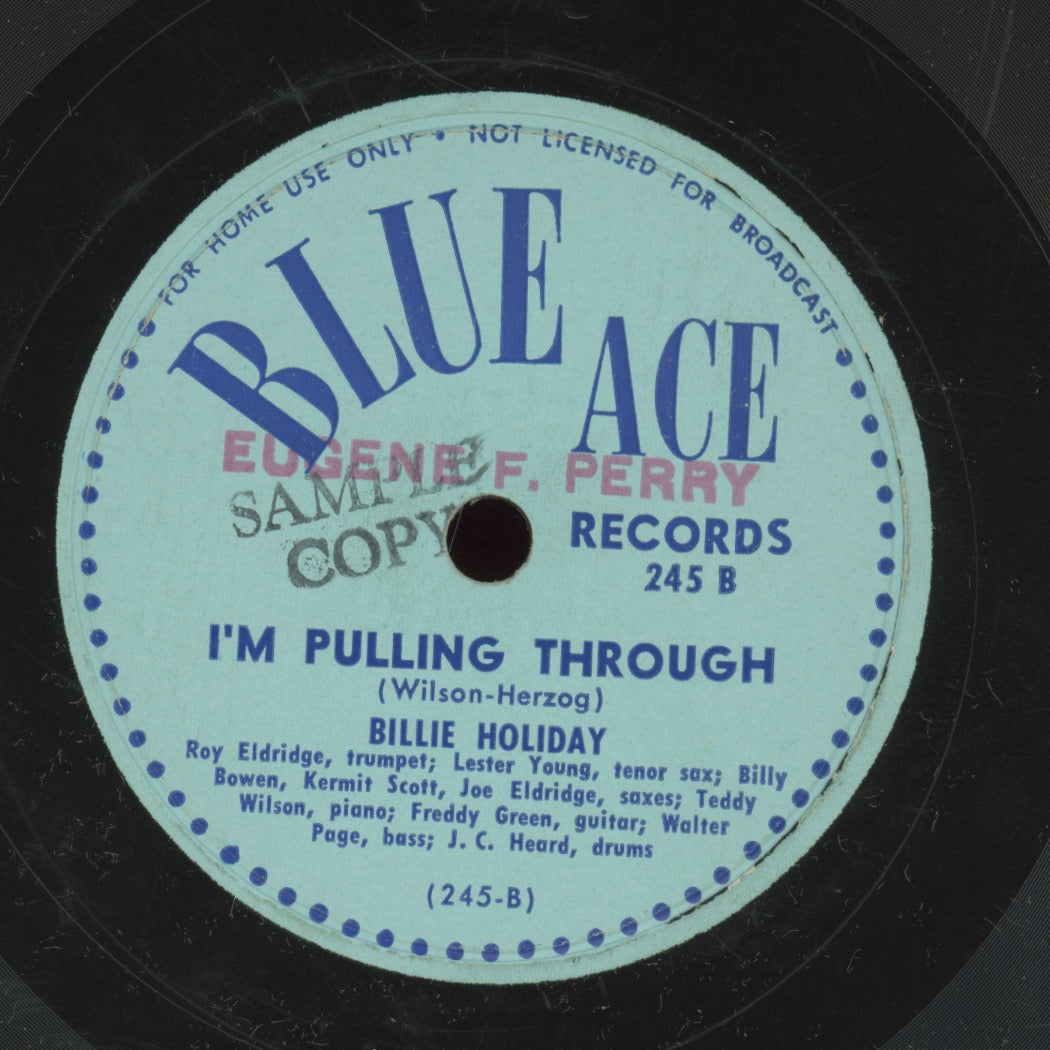 FOR HOME USE ONLY • NOT LICENSED FOR BROADCAST
BLUE ACE
EUGENE F. PERRY
SAMPLE
COPY
RECORDS
245 B
I'M PULLING THROUGH
(Wilson-Herzog)
BILLIE HOLIDAY
Roy Eldridge, trumpet; Lester Young, tenor sax; Billy
Bowen, Kermit Scott, Joe Eldridge, saxes; Teddy
Wilson, piano; Freddy Green, guitar; Walter
Page, bass; J. C. Heard, drums
(245-B)